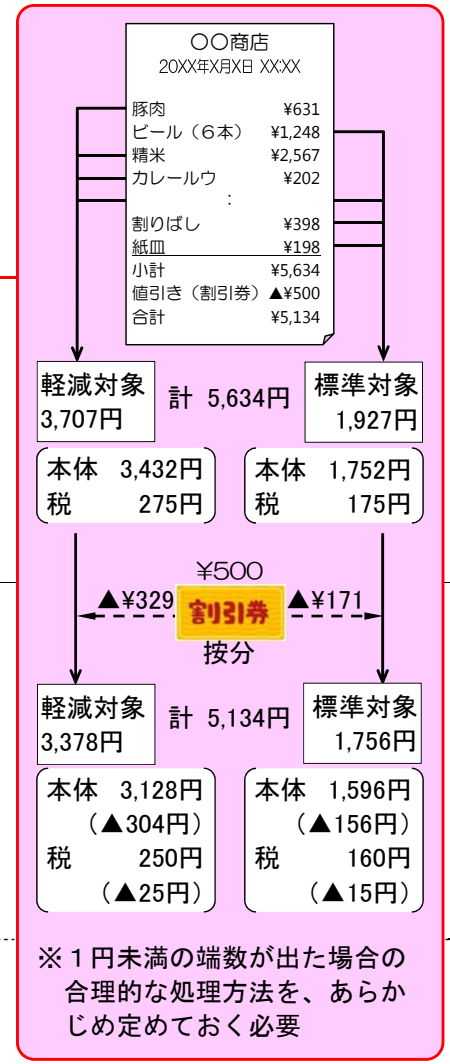 〇〇商店
20XX年X月X日 XX:XX
豚肉 ¥631
ビール（６本） ¥1,248
精米 ¥2,567
カレールウ ¥202
：
割りばし ¥398
紙皿 ¥198
小計 ¥5,634
値引き（割引券） ▲¥500
合計 ¥5,134
軽減対象 計 5,634円 標準対象
3,707円 1,927円
本体 3,432円 本体 1,752円
税 275円 税 175円
¥500
▲¥329 割引券 ▲¥171
按分
軽減対象 計 5,134円 標準対象
3,378円 1,756円
本体 3,128円 本体 1,596円
（▲304円） （▲156円）
税 250円 税 160円
（▲25円） （▲15円）
※１円未満の端数が出た場合の
合理的な処理方法を、あらか
じめ定めておく必要